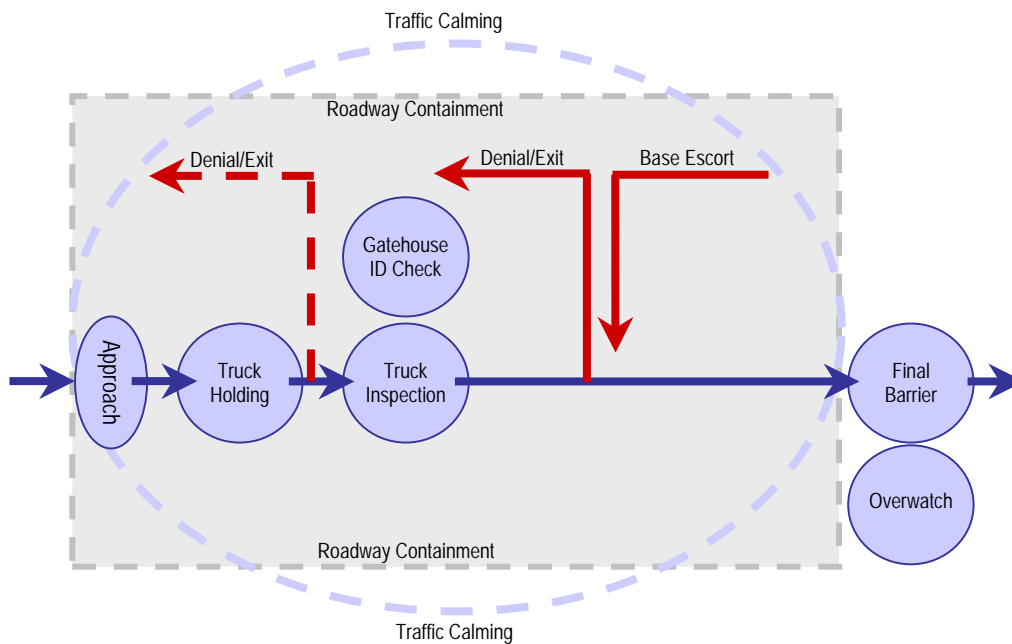 Traffic Calming
Roadway Containment
Denial/Exit
Denial/Exit
Base Escort
Gatehouse
ID Check
Approach
Truck
Holding
Truck
Inspection
Final
Barrier
Overwatch
Roadway Containment
Traffic Calming